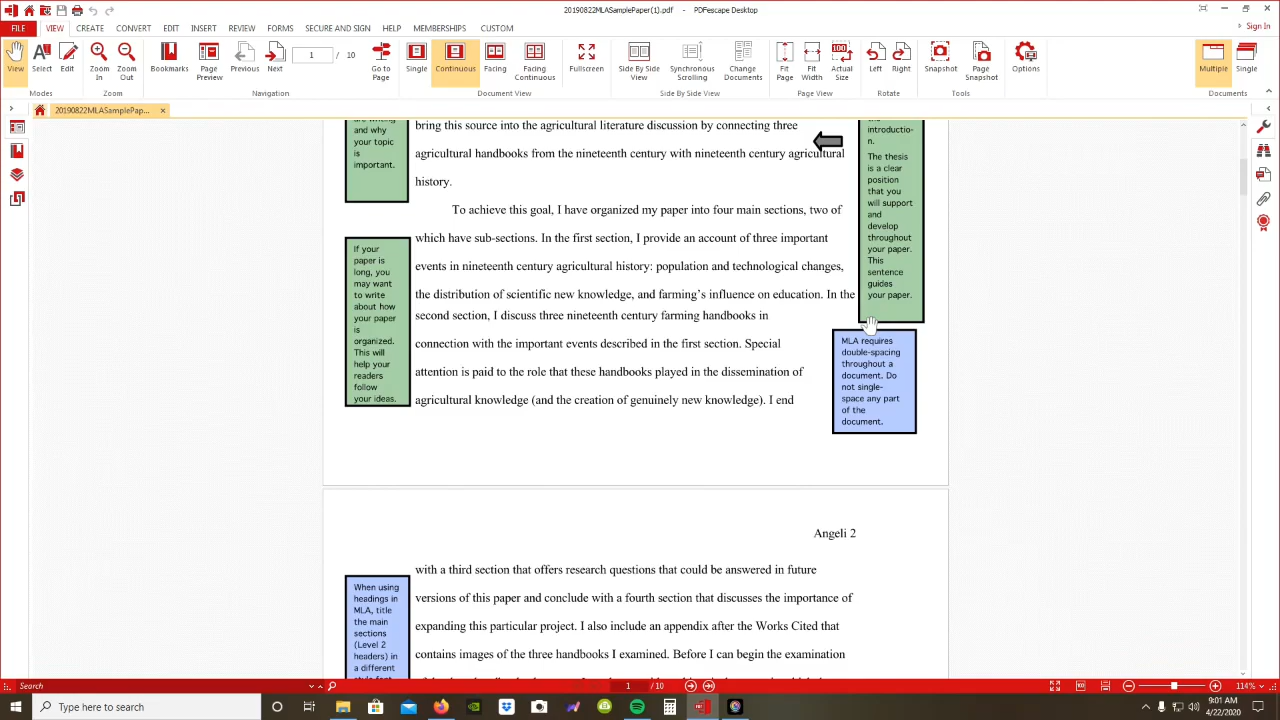 20190822MLASamplePaper(1).pdf - PDFescape Desktop
Sign In
FILE VIEW CREATE CONVERT EDIT INSERT REVIEW FORMS SECURE AND SIGN HELP MEMBERSHIPS CUSTOM
View Select Edit Zoom In Zoom Out Bookmarks Page Preview Previous Next 1 / 10 Go to Page Single Continuous Facing Facing Continuous Fullscreen Side By Side View Synchronous Scrolling Change Documents Fit Page Fit Width Actual Size Left Right Snapshot Page Snapshot Options Multiple Single
Modes Zoom Navigation Document View Side By Side View Page View Rotate Tools Documents
20190822MLASamplePap...
are writing
and why
your topic
is
important.
bring this source into the agricultural literature discussion by connecting three
agricultural handbooks from the nineteenth century with nineteenth century agricultural
history.
the
introductio-
n.
The thesis
is a clear
position
that you
will support
and
develop
throughout
your paper.
This
sentence
guides
your paper.
To achieve this goal, I have organized my paper into four main sections, two of
which have sub-sections. In the first section, I provide an account of three important
events in nineteenth century agricultural history: population and technological changes,
the distribution of scientific new knowledge, and farming's influence on education. In the
second section, I discuss three nineteenth century farming handbooks in
connection with the important events described in the first section. Special
attention is paid to the role that these handbooks played in the dissemination of
agricultural knowledge (and the creation of genuinely new knowledge). I end
If your
paper is
long, you
may want
to write
about how
your paper
is
organized.
This will
help your
readers
follow
your ideas.
MLA requires
double-spacing
throughout a
document. Do
not single-
space any part
of the
document.
Angeli 2
with a third section that offers research questions that could be answered in future
versions of this paper and conclude with a fourth section that discusses the importance of
expanding this particular project. I also include an appendix after the Works Cited that
contains images of the three handbooks I examined. Before I can begin the examination
When using
headings in
MLA, title
the main
sections
(Level 2
headers) in
a different
Search
1 / 10
114%
Type here to search
9:01 AM
4/22/2020